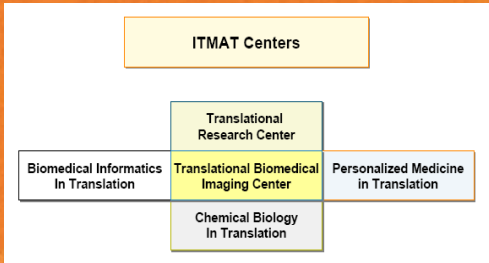 ITMAT Centers
Translational
Research Center
Biomedical Informatics
In Translation
Translational Biomedical
Imaging Center
Personalized Medicine
in Translation
Chemical Biology
In Translation